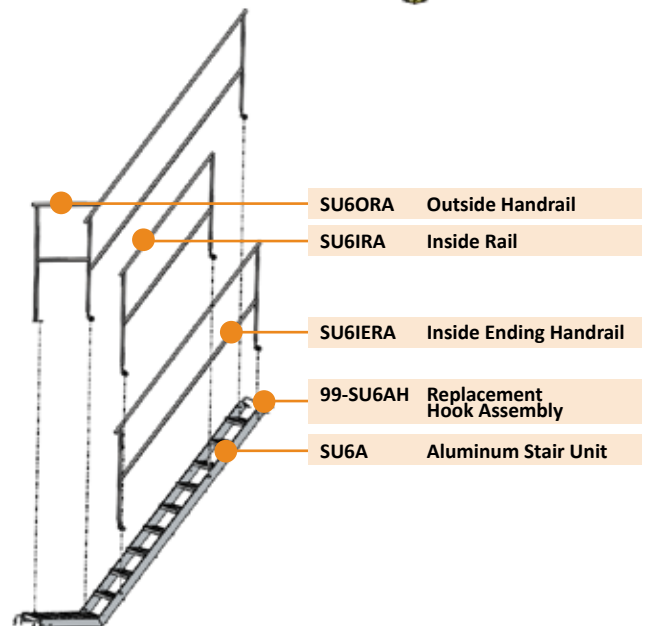 SU6ORA Outside Handrail
SU6IRA Inside Rail
SU6IERA Inside Ending Handrail
99-SU6AH Replacement
Hook Assembly
SU6A Aluminum Stair Unit